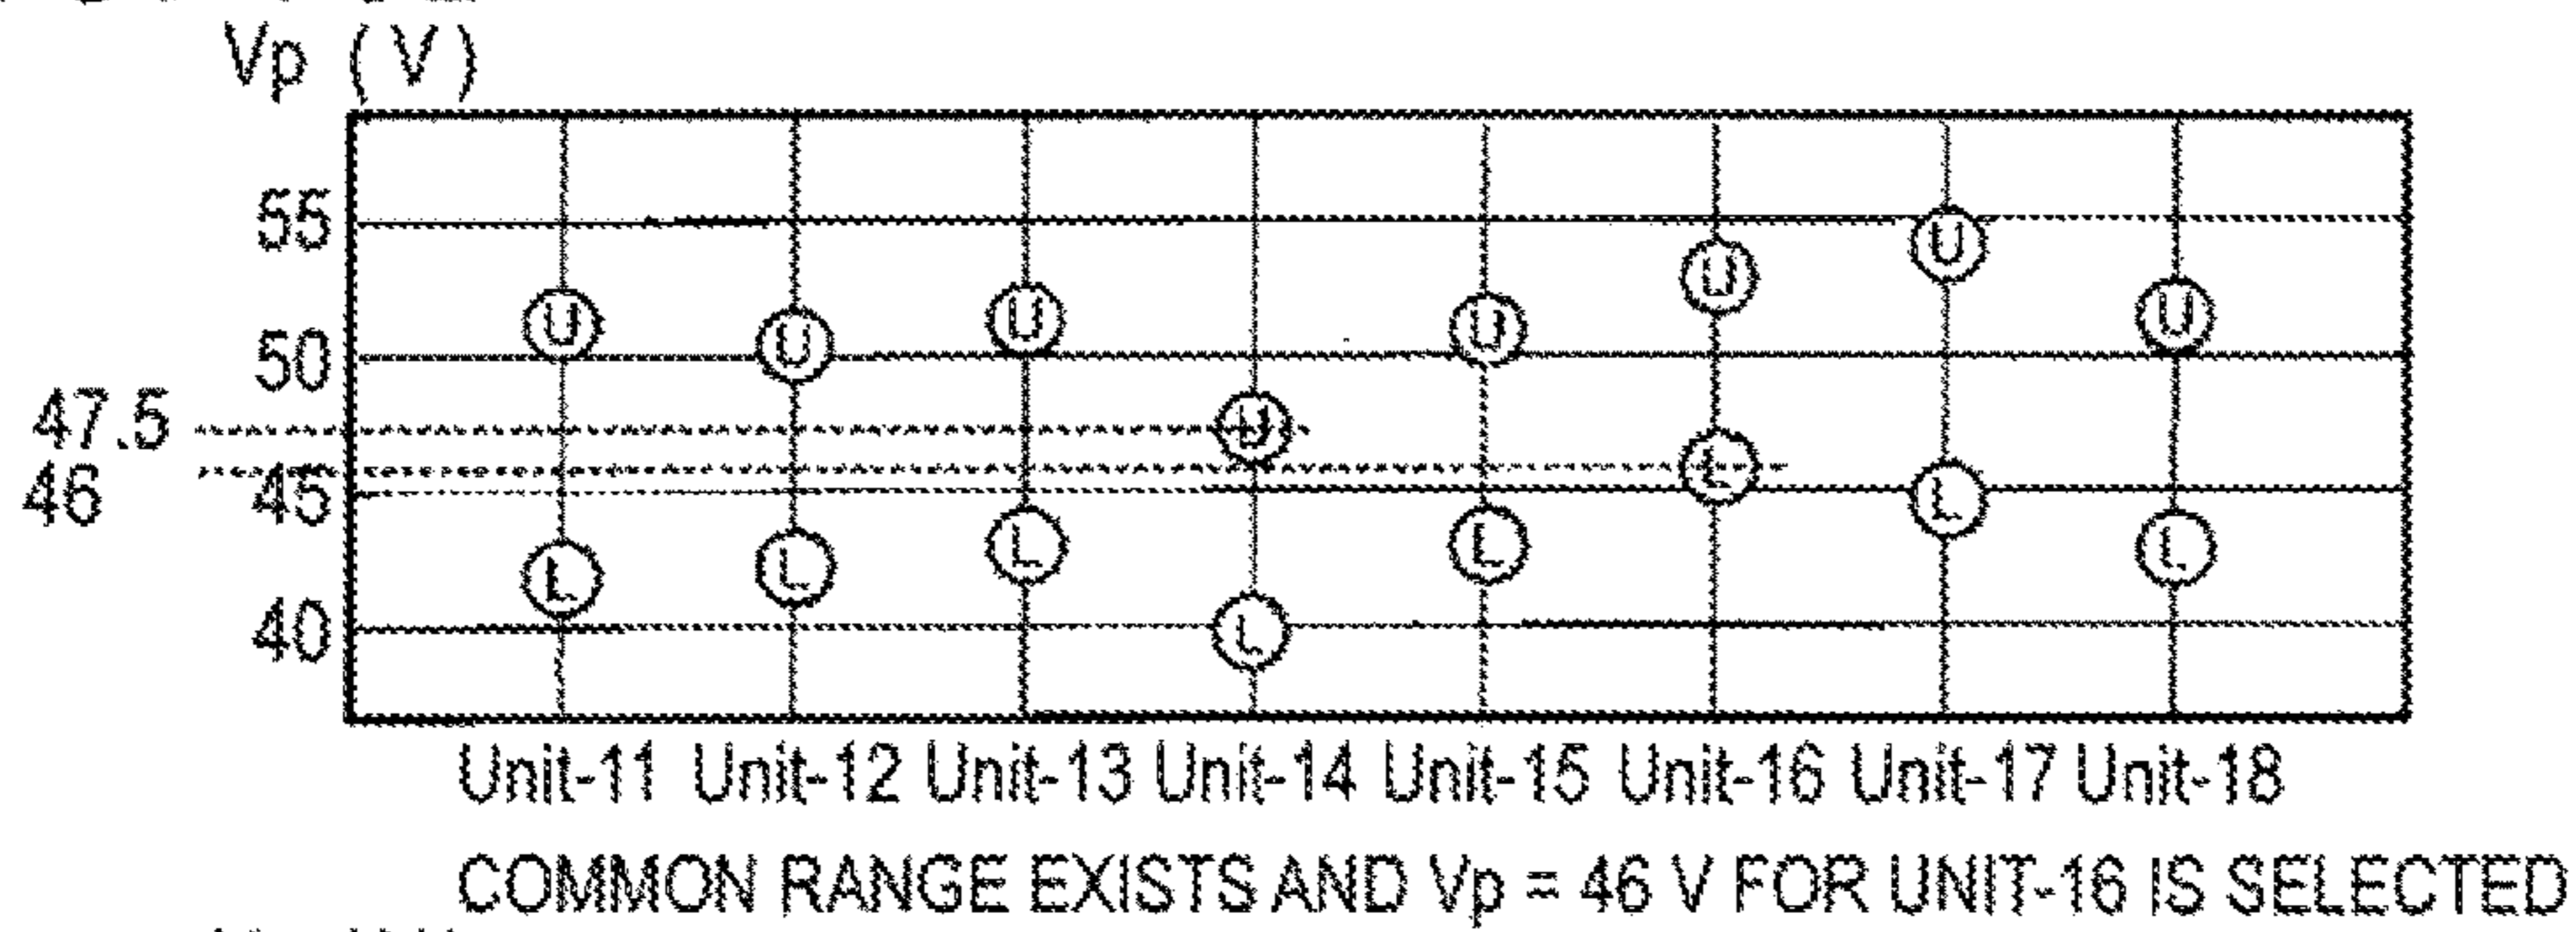 Vp (V)
55
U U U U U U U
50
47.5 U
46 L
45 L
L L L L L L
40
Unit-11 Unit-12 Unit-13 Unit-14 Unit-15 Unit-16 Unit-17 Unit-18
COMMON RANGE EXISTS AND Vp = 46 V FOR UNIT-16 IS SELECTED